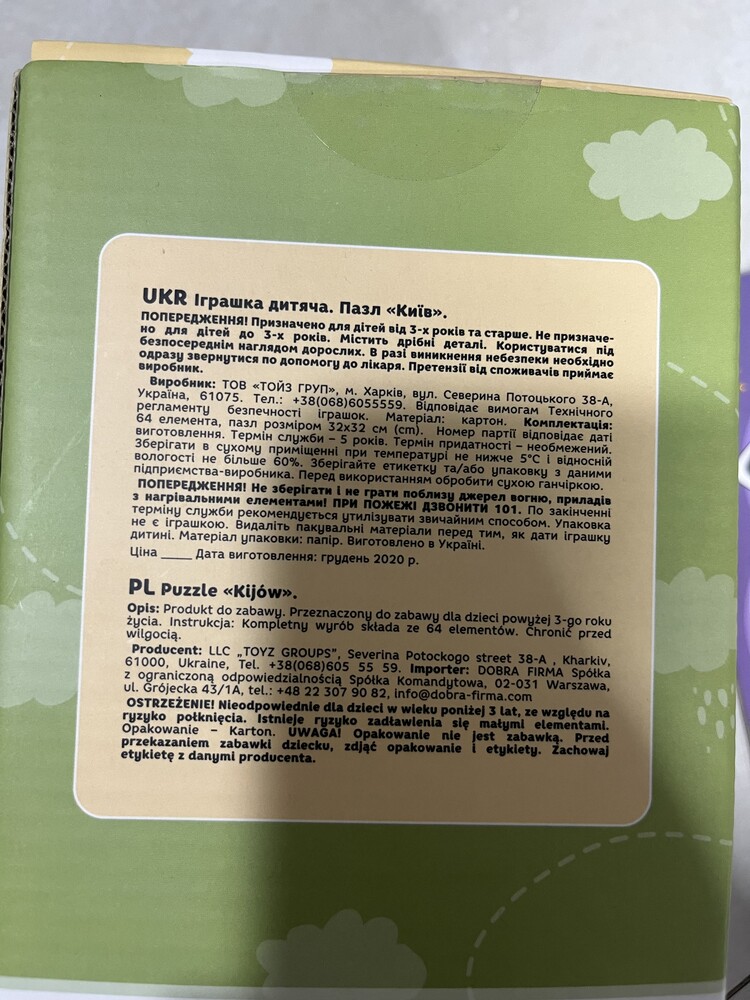 UKR Іграшка дитяча. Пазл «Київ».
ПОПЕРЕДЖЕННЯ! Призначено для дітей від 3-х років та старше. Не призначе-
но для дітей до 3-х років. Містить дрібні деталі. Користуватися під
безпосереднім наглядом дорослих. В разі виникнення небезпеки необхідно
одразу звернутися по допомогу до лікаря. Претензії від споживачів приймає
виробник.
Виробник: ТОВ «ТОЙЗ ГРУП», м. Харків, вул. Северина Потоцького 38-А,
Україна, 61075. Тел.: +38(068)6055559. Відповідає вимогам Технічного
регламенту безпечності іграшок. Матеріал: картон. Комплектація:
64 елемента, пазл розміром 32х32 см (cm). Номер партії відповідає даті
виготовлення. Термін служби – 5 років. Термін придатності – необмежений.
Зберігати в сухому приміщенні при температурі не нижче 5°С і відносній
вологості не більше 60%. Зберігайте етикетку та/або упаковку з даними
підприємства-виробника. Перед використанням обробити сухою ганчіркою.
ПОПЕРЕДЖЕННЯ! Не зберігати і не грати поблизу джерел вогню, приладів
з нагрівальними елементами! ПРИ ПОЖЕЖІ ДЗВОНИТИ 101. По закінченні
терміну служби рекомендується утилізувати звичайним способом. Упаковка
не є іграшкою. Видаліть пакувальні матеріали перед тим, як дати іграшку
дитині. Матеріал упаковки: папір. Виготовлено в Україні.
Ціна ____ Дата виготовлення: грудень 2020 р.
PL Puzzle «Kijów».
Opis: Produkt do zabawy. Przeznaczony do zabawy dla dzieci powyżej 3-go roku
życia. Instrukcja: Kompletny wyrób składa ze 64 elementów. Chronić przed
wilgocią.
Producent: LLC „TOYZ GROUPS”, Severina Potockogo street 38-A , Kharkiv,
61000, Ukraine, Tel. +38(068)605 55 59. Importer: DOBRA FIRMA Spółka
z ograniczoną odpowiedzialnością Spółka Komandytowa, 02-031 Warszawa,
ul. Grójecka 43/1A, tel.: +48 22 307 90 82, info@dobra-firma.com
OSTRZEŻENIE! Nieodpowiednie dla dzieci w wieku poniżej 3 lat, ze względu na
ryzyko połknięcia. Istnieje ryzyko zadławienia się małymi elementami.
Opakowanie – Karton. UWAGA! Opakowanie nie jest zabawką. Przed
przekazaniem zabawki dziecku, zdjąć opakowanie i etykiety. Zachowaj
etykietę z danymi producenta.